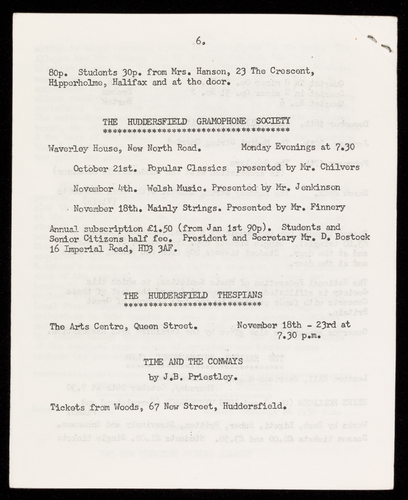 6.
80p. Students 30p. from Mrs. Hanson, 23 The Crescent,
Hipperholme, Halifax and at the door.
THE HUDDERSFIELD GRAMOPHONE SOCIETY
****************************************
Waverley House, New North Road. Monday Evenings at 7.30
October 21st. Popular Classics presented by Mr. Chilvers
November 4th. Welsh Music. Presented by Mr. Jenkinson
November 18th. Mainly Strings. Presented by Mr. Finnery
Annual subscription £1.50 (from Jan 1st 90p). Students and
Senior Citizens half fee. President and Secretary Mr. D. Bostock
16 Imperial Road, HD3 3AF.
THE HUDDERSFIELD THESPIANS
*****************************
The Arts Centre, Queen Street. November 18th - 23rd at
7.30 p.m.
TIME AND THE CONWAYS
by J.B. Priestley.
Tickets from Woods, 67 New Street, Huddersfield.